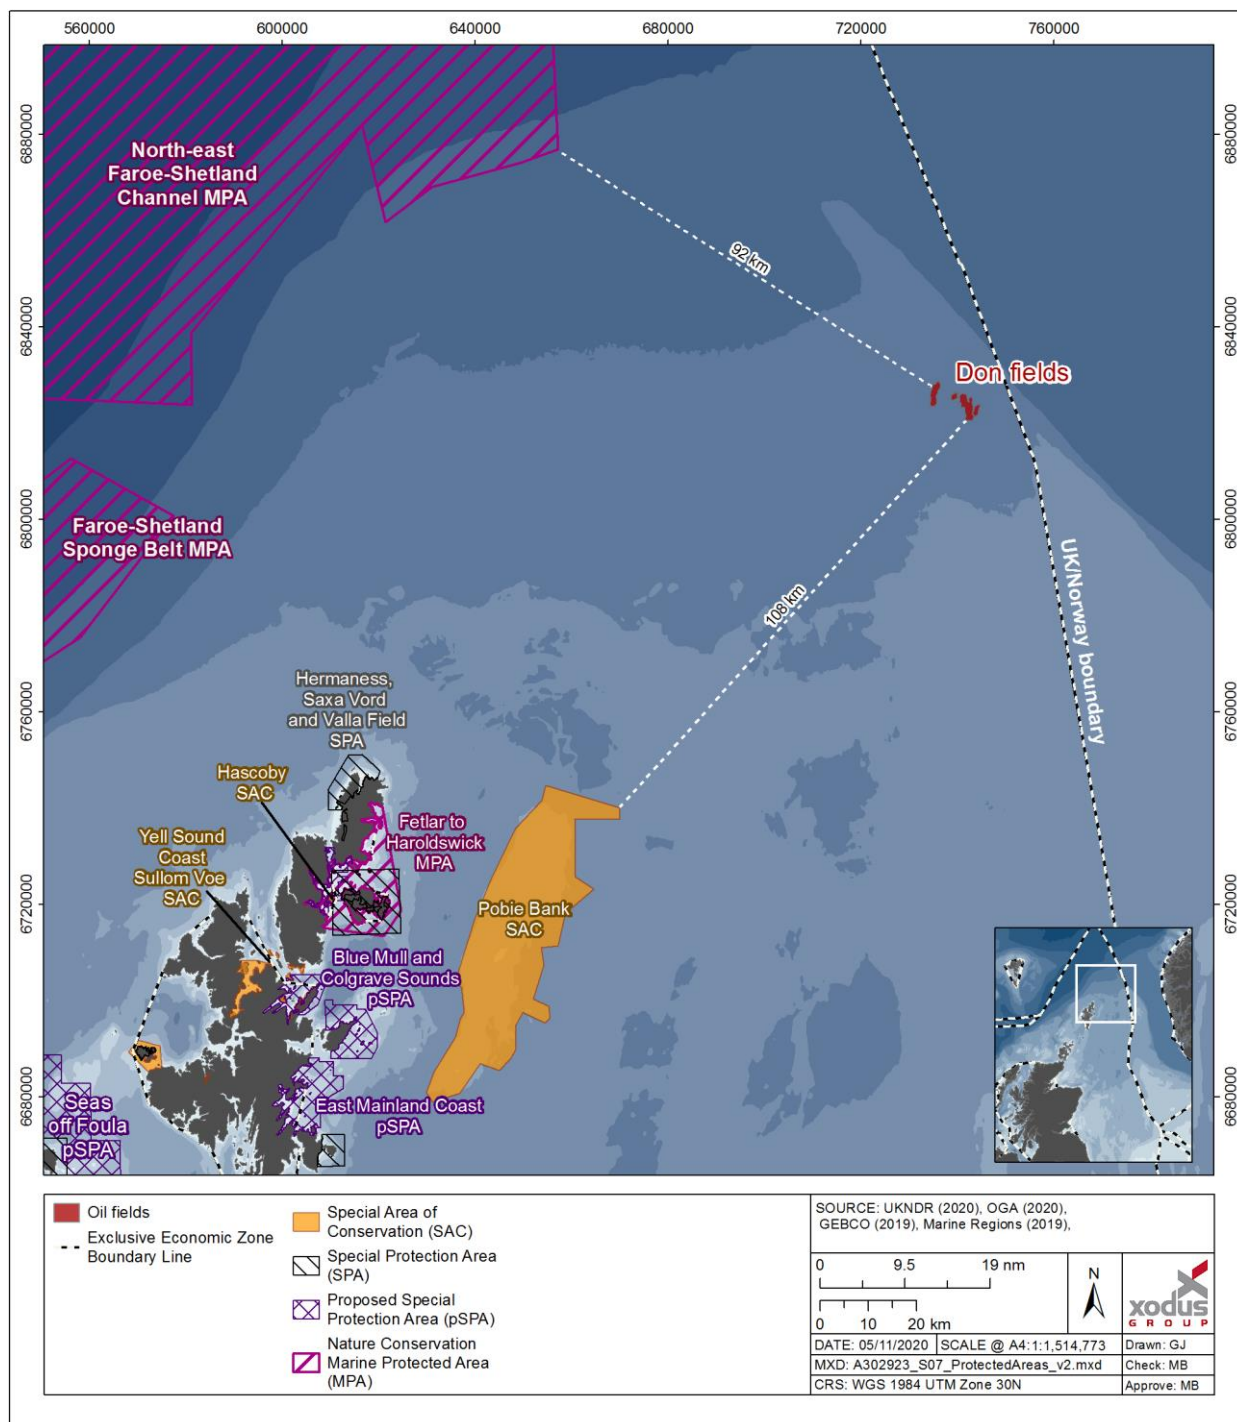 560000 600000 640000 680000 720000 760000
6880000
6840000
6800000
6760000
6720000
6680000
6880000
6840000
6800000
6760000
6720000
6680000
North-east
Faroe-Shetland
Channel MPA
92 km
Don fields
Faroe-Shetland
Sponge Belt MPA
108 km
UK/Norway boundary
Hermaness,
Saxa Vord
and Valla Field
SPA
Hascoby
SAC
Fetlar to
Haroldswick
MPA
Yell Sound
Coast
Sullom Voe
SAC
Pobie Bank
SAC
Blue Mull and
Colgrave Sounds
pSPA
East Mainland Coast
pSPA
Seas
off Foula
pSPA
Oil fields
Exclusive Economic Zone
Boundary Line
Special Area of
Conservation (SAC)
Special Protection Area
(SPA)
Proposed Special
Protection Area (pSPA)
Nature Conservation
Marine Protected Area
(MPA)
SOURCE: UKNDR (2020), OGA (2020),
GEBCO (2019), Marine Regions (2019),
0 9.5 19 nm
0 10 20 km
N
xodus
GROUP
DATE: 05/11/2020 SCALE @ A4:1:1,514,773 Drawn: GJ
MXD: A302923_S07_ProtectedAreas_v2.mxd Check: MB
CRS: WGS 1984 UTM Zone 30N Approve: MB